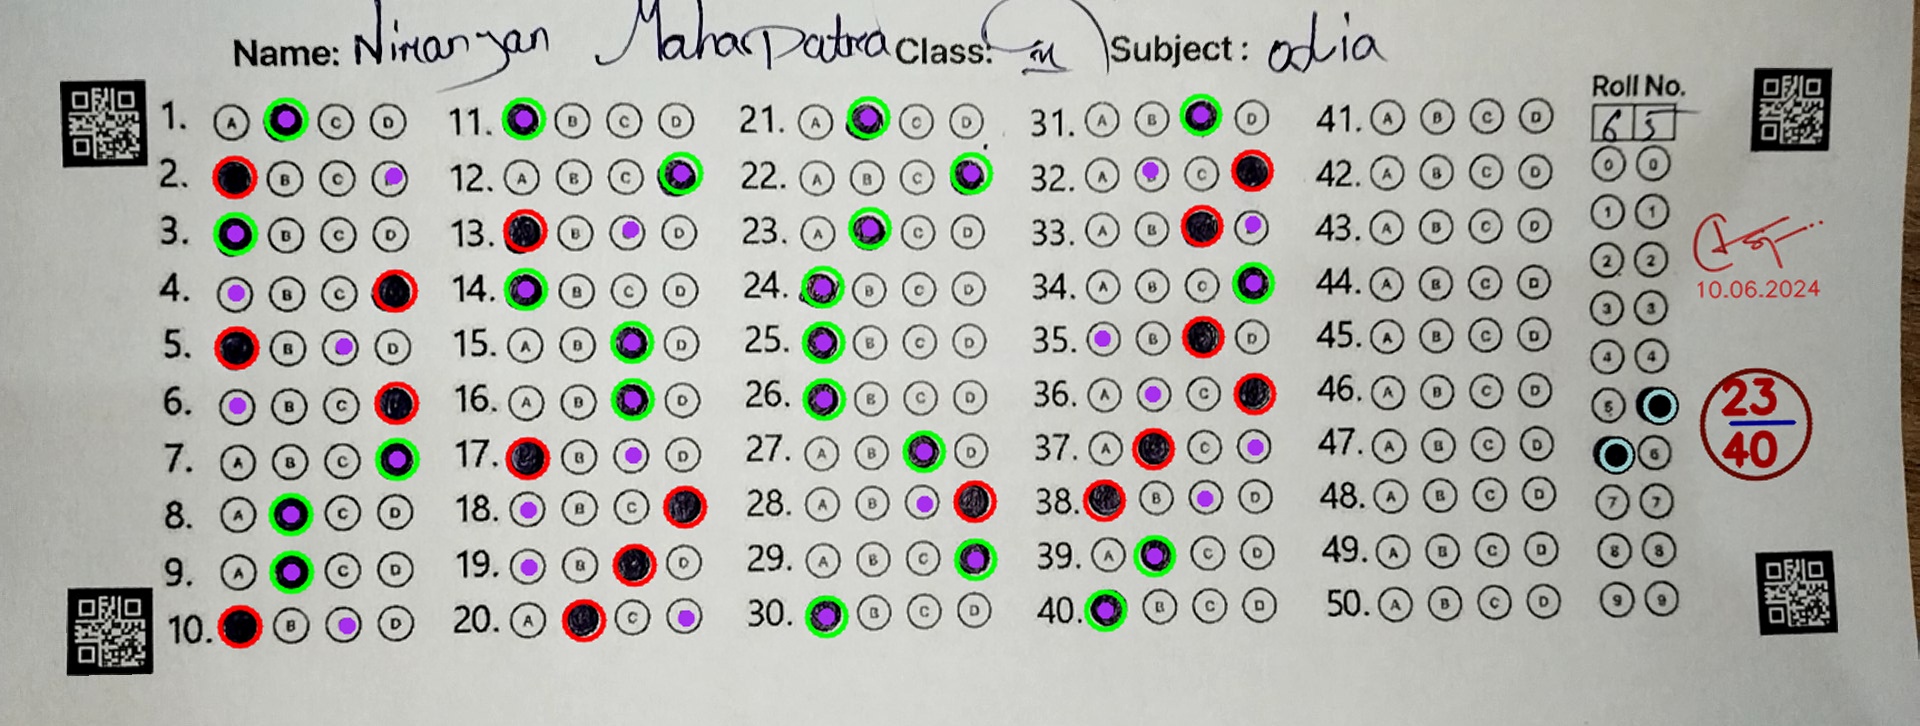 Name: Niranjan Mahapatra Class: Subject: odia
1. A C D
2. B C
3. B C D
4. B C
5. B D
6. B C
7. A B C
8. A C D
9. A C D
10. B D
11. B C D
12. A B C
13. B D
14. B C D
15. A B D
16. A B D
17. B D
18. B C
19. B D
20. A C
21. A C D
22. A B C
23. A C D
24. B C D
25. B C D
26. B C D
27. A B D
28. A B
29. A B C
30. B C D
31. A B D
32. A C
33. A B
34. A B C
35. B D
36. A C
37. A C
38. B D
39. A C D
40. B C D
41. A B C D
42. A B C D
43. A B C D
44. A B C D
45. A B C D
46. A B C D
47. A B C D
48. A B C D
49. A B C D
50. A B C D
Roll No.
6 5
0 0
1 1
2 2
3 3
4 4
5
6
7 7
8 8
9 9
10.06.2024
23
40